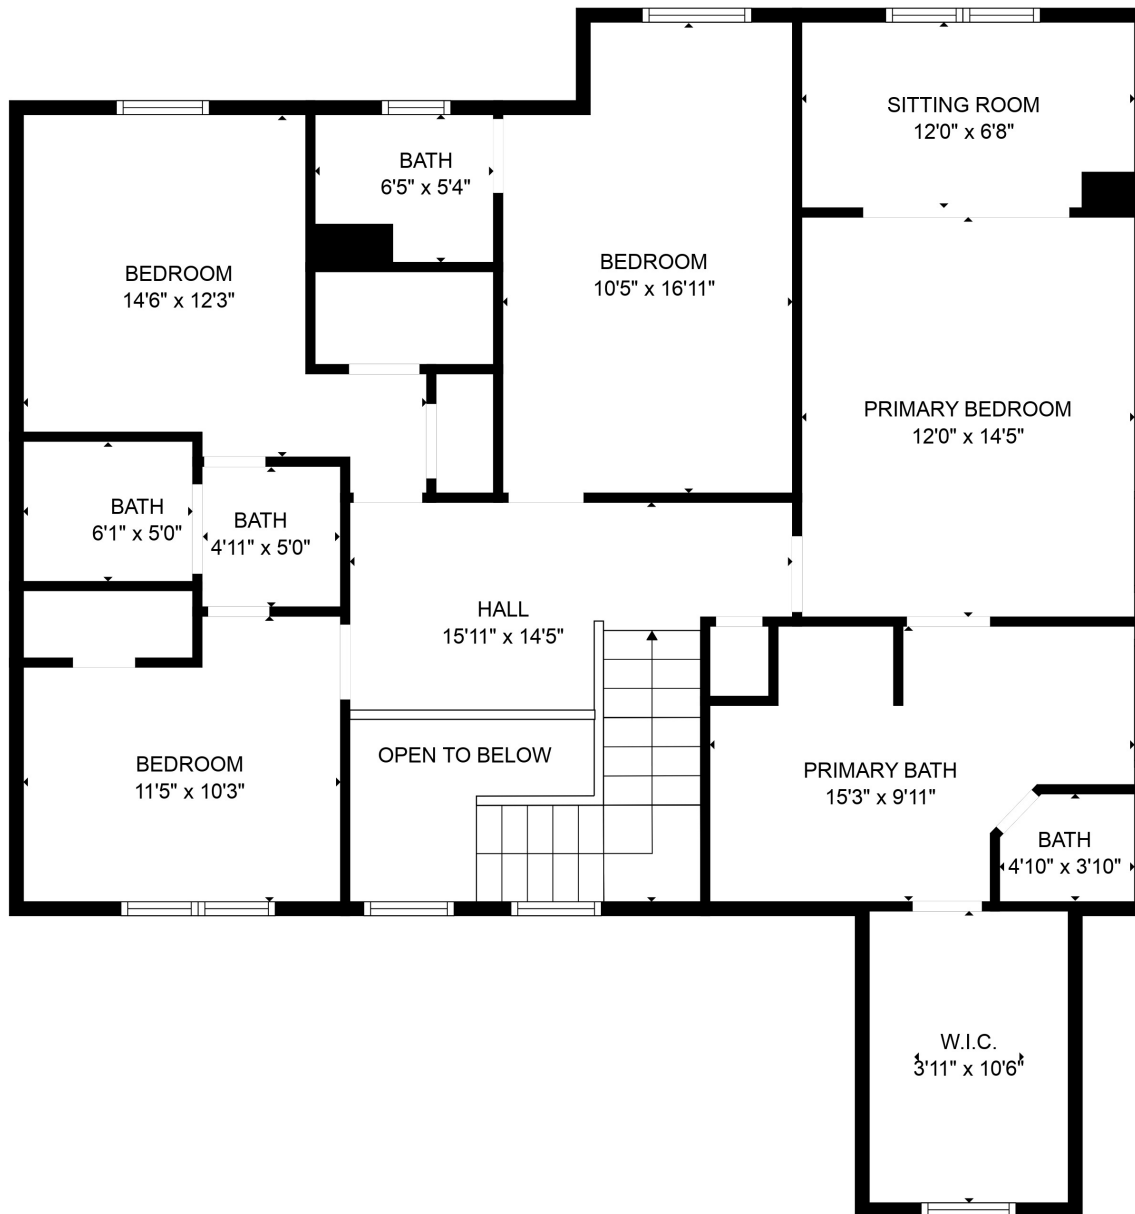 SITTING ROOM
12'0" x 6'8"
BATH
6'5" x 5'4"
BEDROOM
14'6" x 12'3"
BEDROOM
10'5" x 16'11"
PRIMARY BEDROOM
12'0" x 14'5"
BATH
6'1" x 5'0"
BATH
4'11" x 5'0"
HALL
15'11" x 14'5"
BEDROOM
11'5" x 10'3"
OPEN TO BELOW
PRIMARY BATH
15'3" x 9'11"
BATH
4'10" x 3'10"
W.I.C.
3'11" x 10'6"